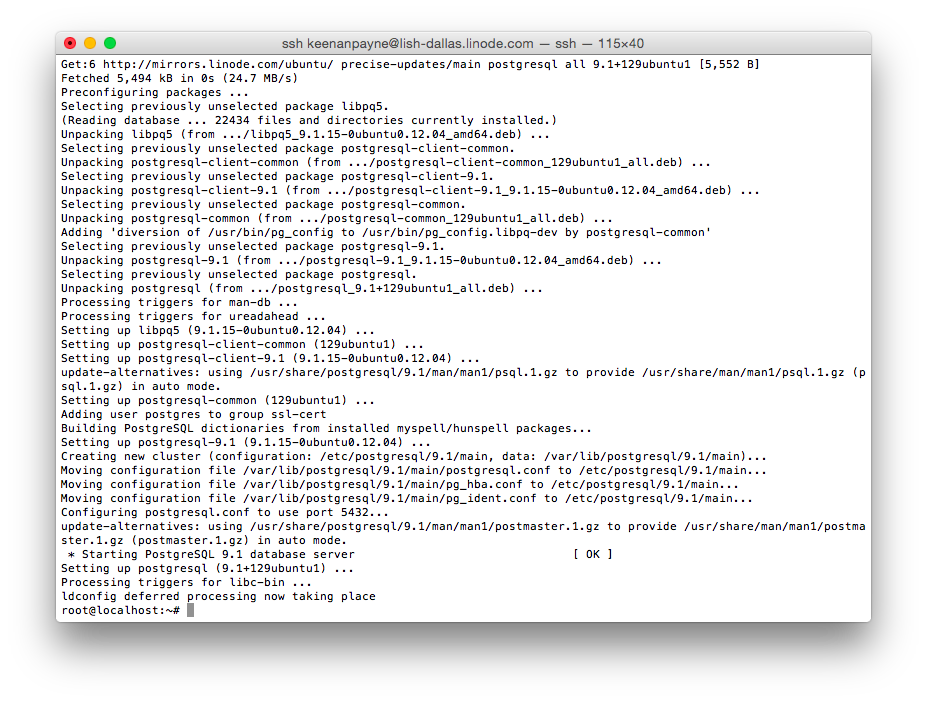 ssh keenanpayne@lish-dallas.linode.com — ssh — 115×40
Get:6 http://mirrors.linode.com/ubuntu/ precise-updates/main postgresql all 9.1+129ubuntu1 [5,552 B]
Fetched 5,494 kB in 0s (24.7 MB/s)
Preconfiguring packages ...
Selecting previously unselected package libpq5.
(Reading database ... 22434 files and directories currently installed.)
Unpacking libpq5 (from .../libpq5_9.1.15-0ubuntu0.12.04_amd64.deb) ...
Selecting previously unselected package postgresql-client-common.
Unpacking postgresql-client-common (from .../postgresql-client-common_129ubuntu1_all.deb) ...
Selecting previously unselected package postgresql-client-9.1.
Unpacking postgresql-client-9.1 (from .../postgresql-client-9.1_9.1.15-0ubuntu0.12.04_amd64.deb) ...
Selecting previously unselected package postgresql-common.
Unpacking postgresql-common (from .../postgresql-common_129ubuntu1_all.deb) ...
Adding 'diversion of /usr/bin/pg_config to /usr/bin/pg_config.libpq-dev by postgresql-common'
Selecting previously unselected package postgresql-9.1.
Unpacking postgresql-9.1 (from .../postgresql-9.1_9.1.15-0ubuntu0.12.04_amd64.deb) ...
Selecting previously unselected package postgresql.
Unpacking postgresql (from .../postgresql_9.1+129ubuntu1_all.deb) ...
Processing triggers for man-db ...
Processing triggers for ureadahead ...
Setting up libpq5 (9.1.15-0ubuntu0.12.04) ...
Setting up postgresql-client-common (129ubuntu1) ...
Setting up postgresql-client-9.1 (9.1.15-0ubuntu0.12.04) ...
update-alternatives: using /usr/share/postgresql/9.1/man/man1/psql.1.gz to provide /usr/share/man/man1/psql.1.gz (p
sql.1.gz) in auto mode.
Setting up postgresql-common (129ubuntu1) ...
Adding user postgres to group ssl-cert
Building PostgreSQL dictionaries from installed myspell/hunspell packages...
Setting up postgresql-9.1 (9.1.15-0ubuntu0.12.04) ...
Creating new cluster (configuration: /etc/postgresql/9.1/main, data: /var/lib/postgresql/9.1/main)...
Moving configuration file /var/lib/postgresql/9.1/main/postgresql.conf to /etc/postgresql/9.1/main...
Moving configuration file /var/lib/postgresql/9.1/main/pg_hba.conf to /etc/postgresql/9.1/main...
Moving configuration file /var/lib/postgresql/9.1/main/pg_ident.conf to /etc/postgresql/9.1/main...
Configuring postgresql.conf to use port 5432...
update-alternatives: using /usr/share/postgresql/9.1/man/man1/postmaster.1.gz to provide /usr/share/man/man1/postma
ster.1.gz (postmaster.1.gz) in auto mode.
 * Starting PostgreSQL 9.1 database server                               [ OK ]
Setting up postgresql (9.1+129ubuntu1) ...
Processing triggers for libc-bin ...
ldconfig deferred processing now taking place
root@localhost:~#